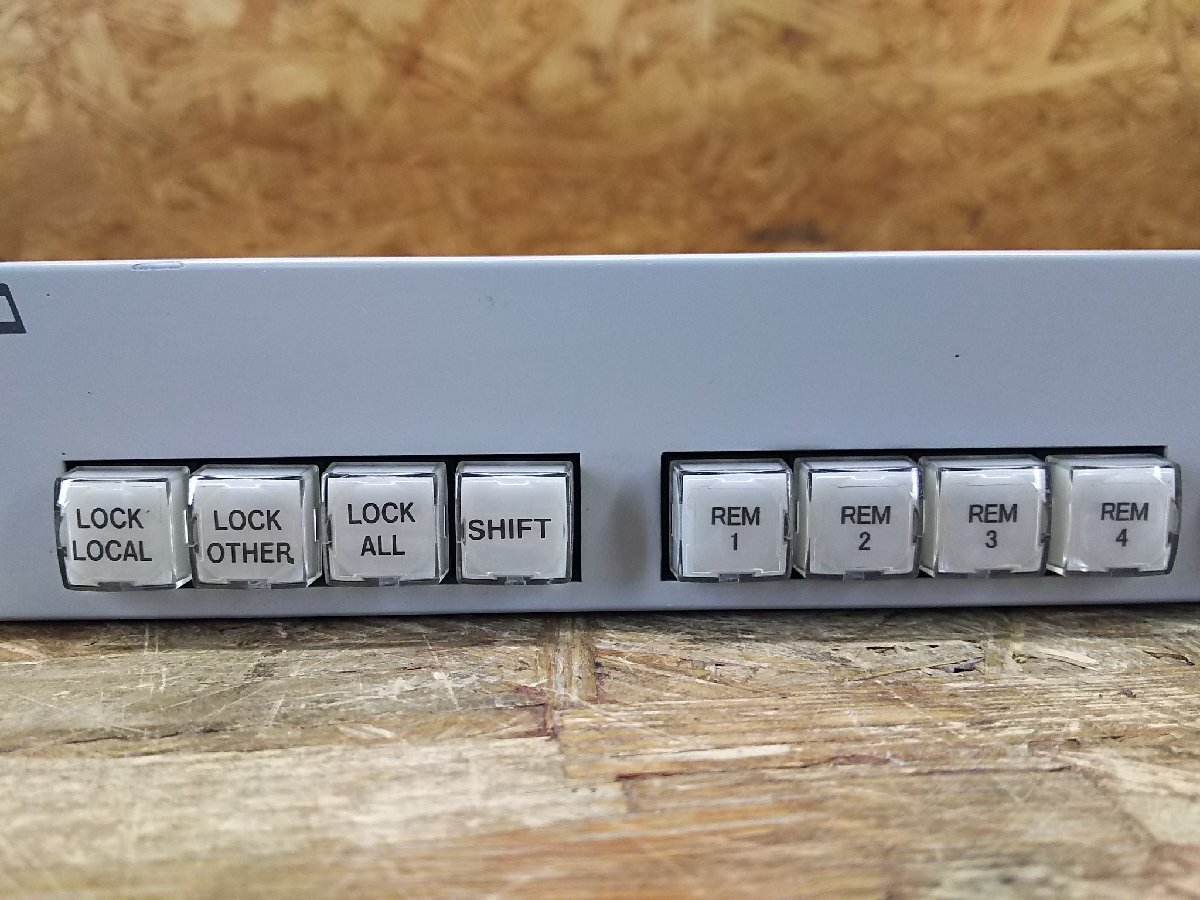 LOCK
LOCAL
LOCK
OTHER
LOCK
ALL
SHIFT
REM
1
REM
2
REM
3
REM
4